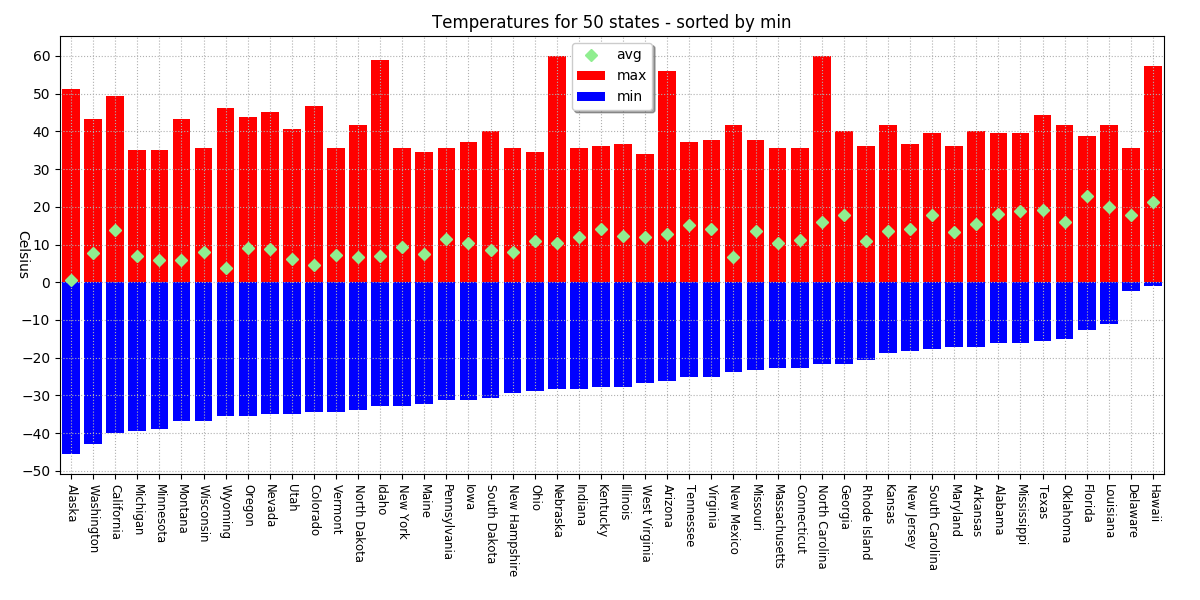 Temperatures for 50 states - sorted by min
avg
max
min
60
50
40
30
20
10
0
−10
−20
−30
−40
−50
Celsius
Alaska
Washington
California
Michigan
Minnesota
Montana
Wisconsin
Wyoming
Oregon
Nevada
Utah
Colorado
Vermont
North Dakota
Idaho
New York
Maine
Pennsylvania
Iowa
South Dakota
New Hampshire
Ohio
Nebraska
Indiana
Kentucky
Illinois
West Virginia
Arizona
Tennessee
Virginia
New Mexico
Missouri
Massachusetts
Connecticut
North Carolina
Georgia
Rhode Island
Kansas
New Jersey
South Carolina
Maryland
Arkansas
Alabama
Mississippi
Texas
Oklahoma
Florida
Louisiana
Delaware
Hawaii